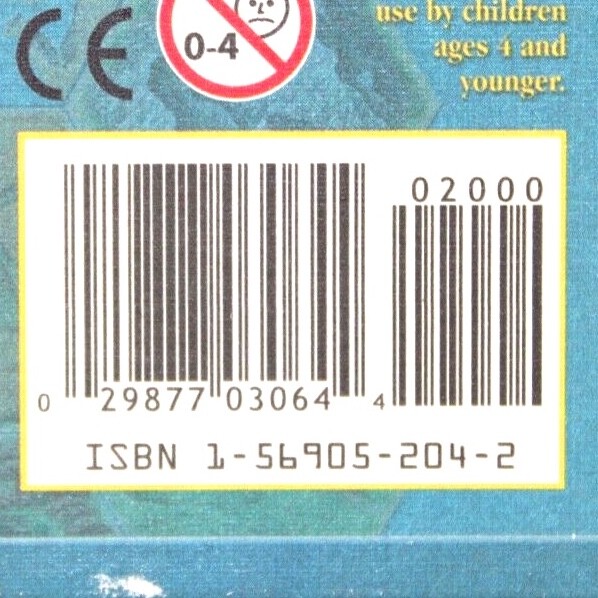 CE
0-4
use by children
ages 4 and
younger.
02000
0 29877 03064 4
ISBN 1-56905-204-2